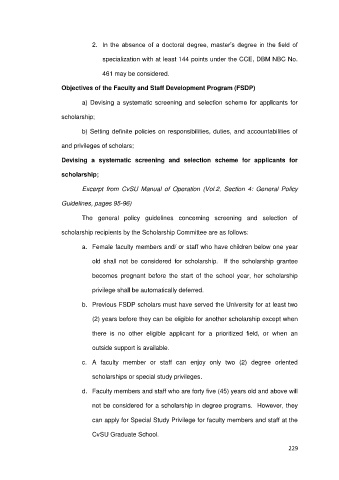 2. In the absence of a doctoral degree, master's degree in the field of
specialization with at least 144 points under the CCE, DBM NBC No.
461 may be considered.
Objectives of the Faculty and Staff Development Program (FSDP)
a) Devising a systematic screening and selection scheme for applicants for
scholarship;
b) Setting definite policies on responsibilities, duties, and accountabilities of
and privileges of scholars;
Devising a systematic screening and selection scheme for applicants for
scholarship;
Excerpt from CvSU Manual of Operation (Vol.2, Section 4: General Policy
Guidelines, pages 95-96)
The general policy guidelines concerning screening and selection of
scholarship recipients by the Scholarship Committee are as follows:
a. Female faculty members and/ or staff who have children below one year
old shall not be considered for scholarship. If the scholarship grantee
becomes pregnant before the start of the school year, her scholarship
privilege shall be automatically deferred.
b. Previous FSDP scholars must have served the University for at least two
(2) years before they can be eligible for another scholarship except when
there is no other eligible applicant for a prioritized field, or when an
outside support is available.
c. A faculty member or staff can enjoy only two (2) degree oriented
scholarships or special study privileges.
d. Faculty members and staff who are forty five (45) years old and above will
not be considered for a scholarship in degree programs. However, they
can apply for Special Study Privilege for faculty members and staff at the
CvSU Graduate School.
229